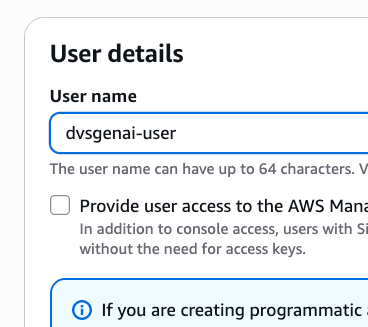 User details
User name
dvsgenai-user
The user name can have up to 64 characters. V
Provide user access to the AWS Mana
In addition to console access, users with Si
without the need for access keys.
If you are creating programmatic a